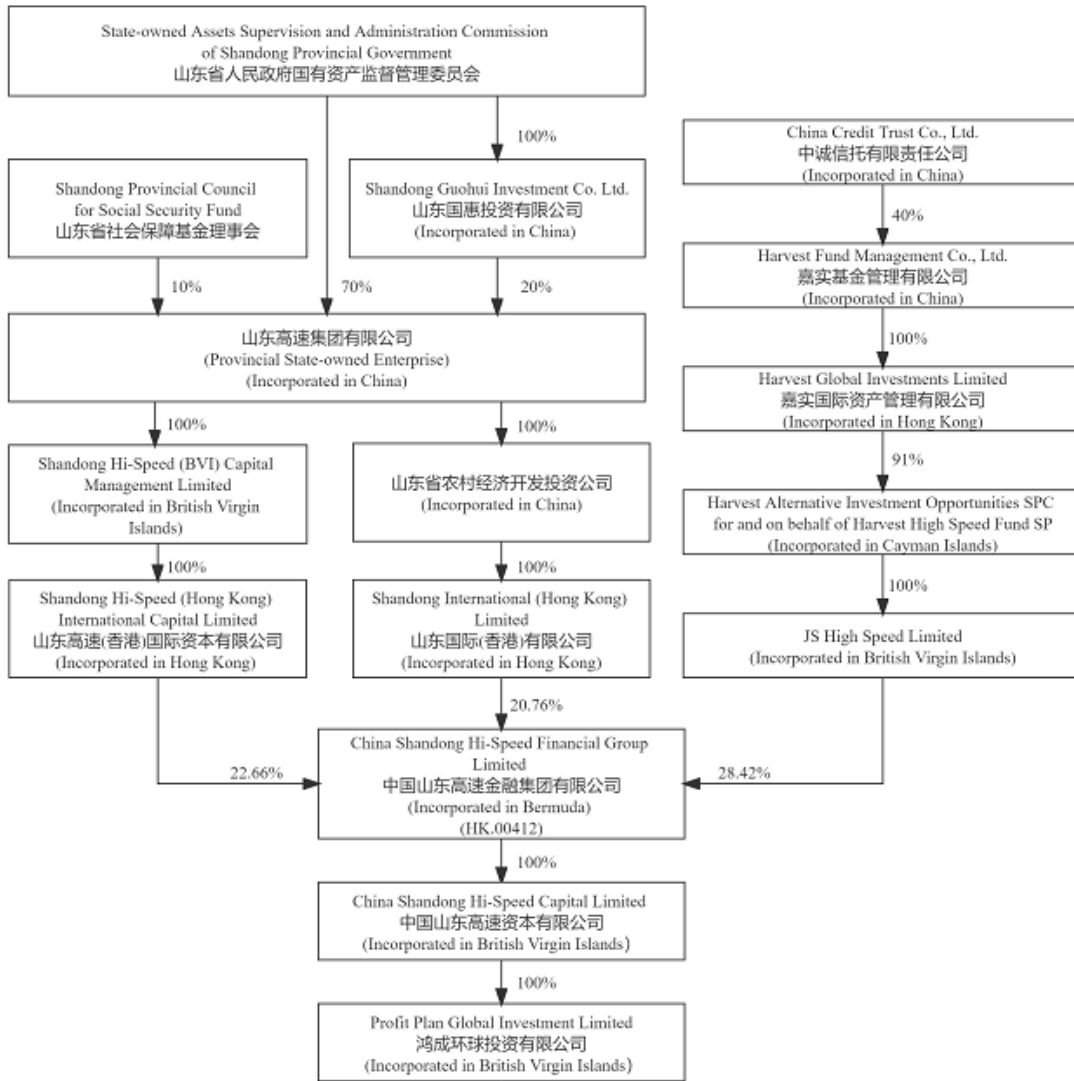 State-owned Assets Supervision and Administration Commission
of Shandong Provincial Government
山东省人民政府国有资产监督管理委员会
100%
China Credit Trust Co., Ltd.
中诚信托有限责任公司
(Incorporated in China)
Shandong Provincial Council
for Social Security Fund
山东省社会保障基金理事会
Shandong Guohui Investment Co. Ltd.
山东国惠投资有限公司
(Incorporated in China)
40%
Harvest Fund Management Co., Ltd.
嘉实基金管理有限公司
(Incorporated in China)
10%
70%
20%
山东高速集团有限公司
(Provincial State-owned Enterprise)
(Incorporated in China)
100%
Harvest Global Investments Limited
嘉实国际资产管理有限公司
(Incorporated in Hong Kong)
100%
100%
Shandong Hi-Speed (BVI) Capital
Management Limited
(Incorporated in British Virgin
Islands)
山东省农村经济开发投资公司
(Incorporated in China)
91%
Harvest Alternative Investment Opportunities SPC
for and on behalf of Harvest High Speed Fund SP
(Incorporated in Cayman Islands)
100%
100%
100%
Shandong Hi-Speed (Hong Kong)
International Capital Limited
山东高速(香港)国际资本有限公司
(Incorporated in Hong Kong)
Shandong International (Hong Kong)
Limited
山东国际(香港)有限公司
(Incorporated in Hong Kong)
JS High Speed Limited
(Incorporated in British Virgin Islands)
20.76%
22.66%
China Shandong Hi-Speed Financial Group
Limited
中国山东高速金融集团有限公司
(Incorporated in Bermuda)
(HK.00412)
28.42%
100%
China Shandong Hi-Speed Capital Limited
中国山东高速资本有限公司
(Incorporated in British Virgin Islands)
100%
Profit Plan Global Investment Limited
鸿成环球投资有限公司
(Incorporated in British Virgin Islands)